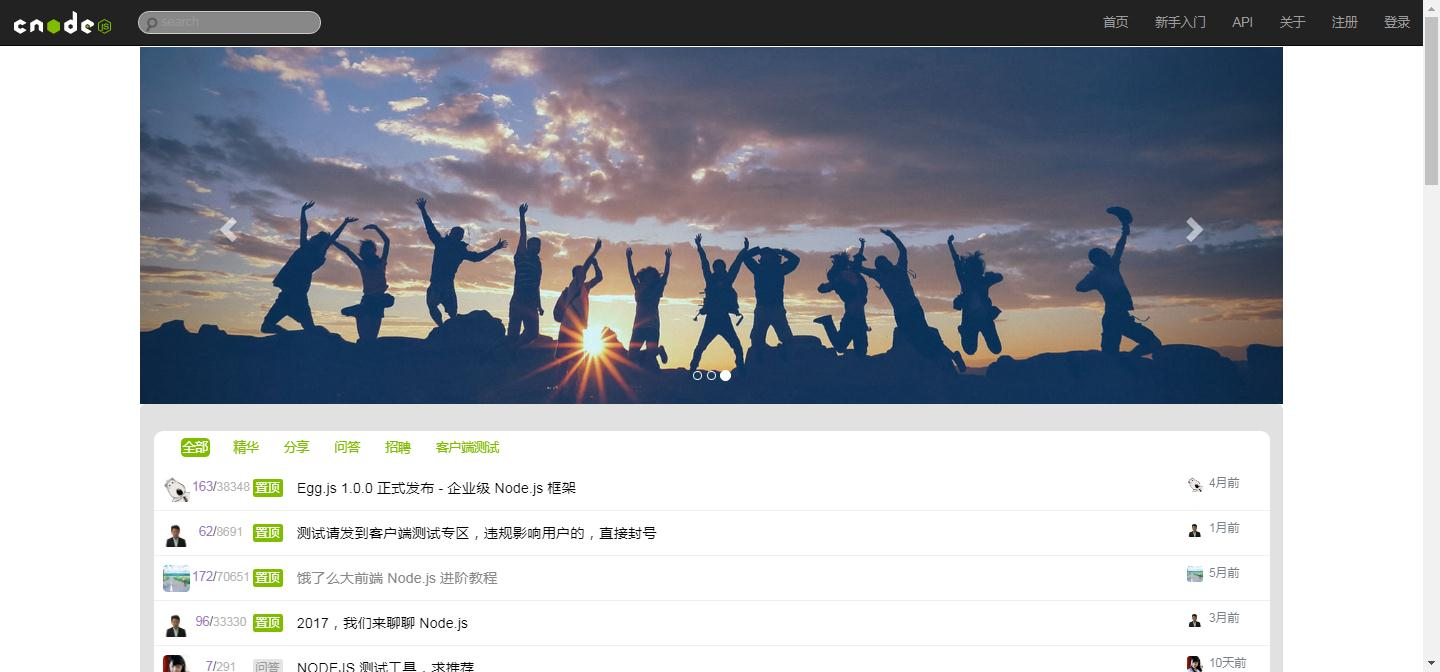 cnode JS search 首页 新手入门 API 关于 注册 登录
全部 精华 分享 问答 招聘 客户端测试
163/38348 置顶 Egg.js 1.0.0 正式发布 - 企业级 Node.js 框架 4月前
62/8691 置顶 测试请发到客户端测试专区，违规影响用户的，直接封号 1月前
172/70651 置顶 饿了么大前端 Node.js 进阶教程 5月前
96/33330 置顶 2017，我们来聊聊 Node.js 3月前
7/291 问答 NODEJS 测试工具，求推荐 10天前